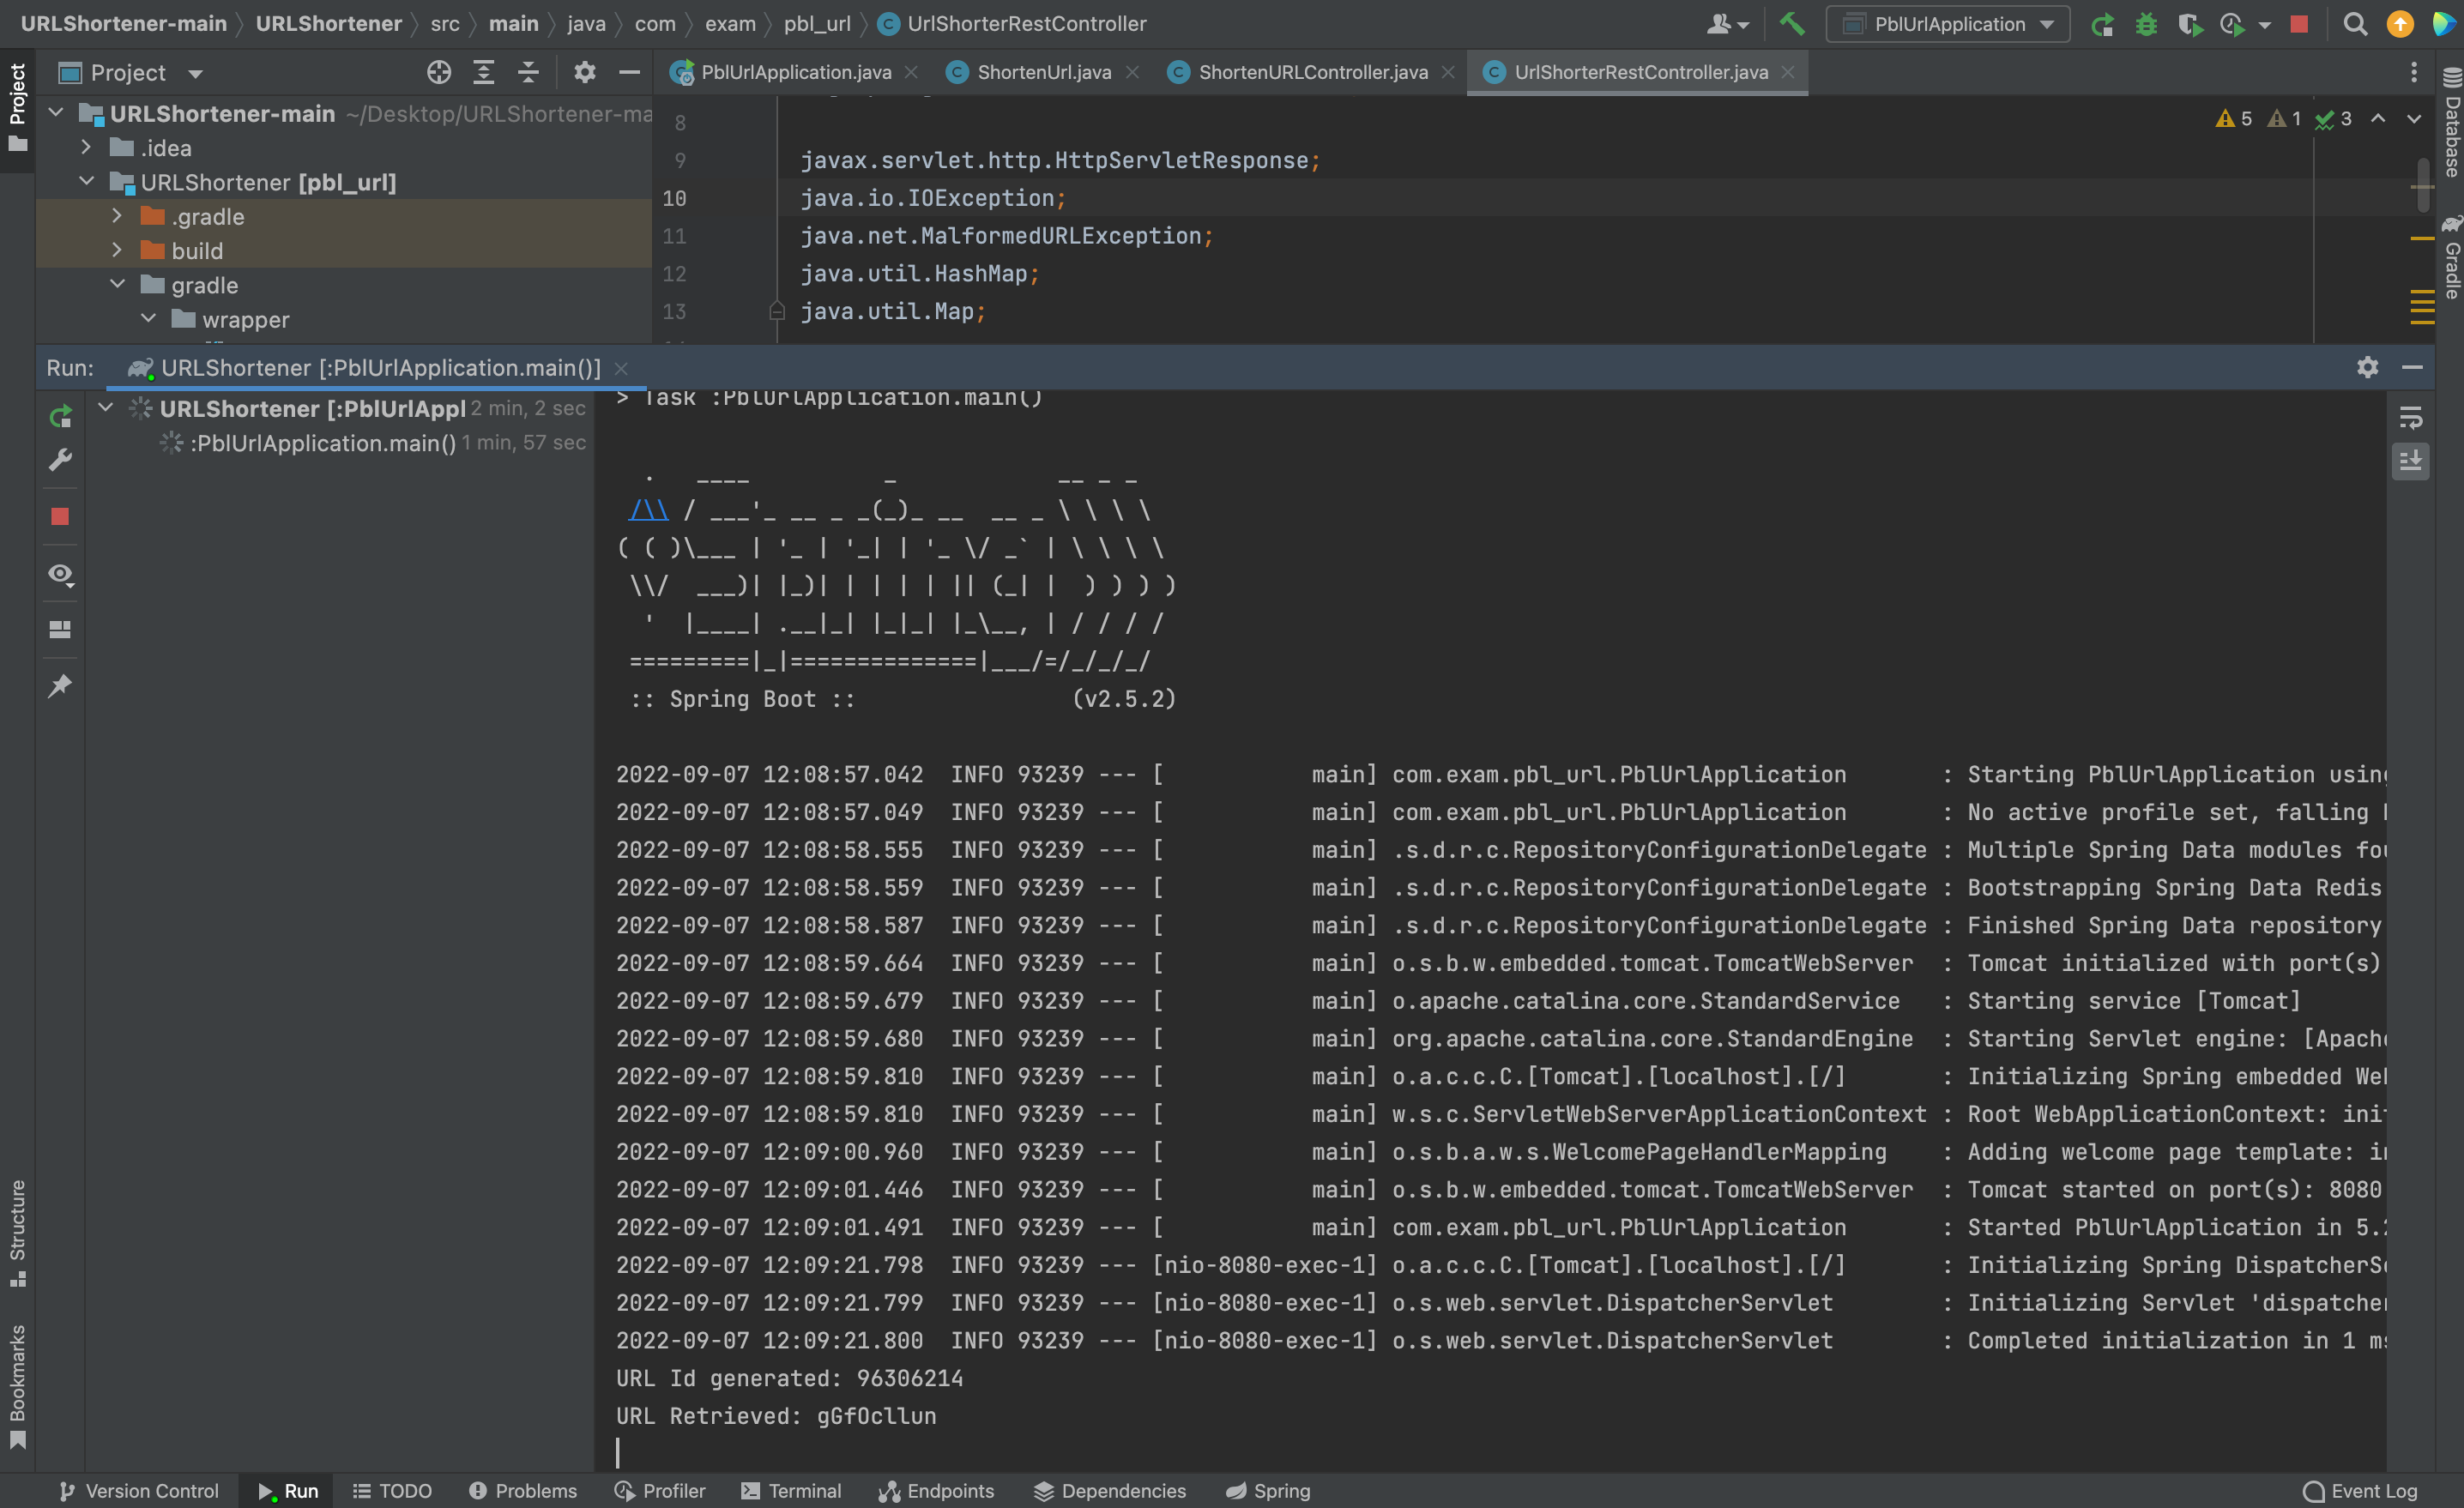 URLShortener-main URLShortener src main java com exam pbl_url UrlShorterRestController PblUrlApplication
Project
Project
PblUrlApplication.java ShortenUrl.java ShortenURLController.java UrlShorterRestController.java
URLShortener-main ~/Desktop/URLShortener-ma
.idea
URLShortener [pbl_url]
.gradle
build
gradle
wrapper
8
5 1 3
9 javax.servlet.http.HttpServletResponse;
10 java.io.IOException;
11 java.net.MalformedURLException;
12 java.util.HashMap;
13 java.util.Map;
Database
Gradle
Run: URLShortener [:PblUrlApplication.main()]
URLShortener [:PblUrlAppl 2 min, 2 sec
:PblUrlApplication.main() 1 min, 57 sec
> Task :PblUrlApplication.main()
  .   ____          _            __ _ _
 /\\ / ___'_ __ _ _(_)_ __  __ _ \ \ \ \
( ( )\___ | '_ | '_| | '_ \/ _` | \ \ \ \
 \\/  ___)| |_)| | | | | || (_| |  ) ) ) )
  '  |____| .__|_| |_|_| |_\__, | / / / /
 =========|_|==============|___/=/_/_/_/
 :: Spring Boot ::                (v2.5.2)
2022-09-07 12:08:57.042  INFO 93239 --- [           main] com.exam.pbl_url.PblUrlApplication       : Starting PblUrlApplication using
2022-09-07 12:08:57.049  INFO 93239 --- [           main] com.exam.pbl_url.PblUrlApplication       : No active profile set, falling
2022-09-07 12:08:58.555  INFO 93239 --- [           main] .s.d.r.c.RepositoryConfigurationDelegate : Multiple Spring Data modules fou
2022-09-07 12:08:58.559  INFO 93239 --- [           main] .s.d.r.c.RepositoryConfigurationDelegate : Bootstrapping Spring Data Redis
2022-09-07 12:08:58.587  INFO 93239 --- [           main] .s.d.r.c.RepositoryConfigurationDelegate : Finished Spring Data repository
2022-09-07 12:08:59.664  INFO 93239 --- [           main] o.s.b.w.embedded.tomcat.TomcatWebServer  : Tomcat initialized with port(s)
2022-09-07 12:08:59.679  INFO 93239 --- [           main] o.apache.catalina.core.StandardService   : Starting service [Tomcat]
2022-09-07 12:08:59.680  INFO 93239 --- [           main] org.apache.catalina.core.StandardEngine  : Starting Servlet engine: [Apach
2022-09-07 12:08:59.810  INFO 93239 --- [           main] o.a.c.c.C.[Tomcat].[localhost].[/]       : Initializing Spring embedded We
2022-09-07 12:08:59.810  INFO 93239 --- [           main] w.s.c.ServletWebServerApplicationContext : Root WebApplicationContext: ini
2022-09-07 12:09:00.960  INFO 93239 --- [           main] o.s.b.a.w.s.WelcomePageHandlerMapping    : Adding welcome page template: i
2022-09-07 12:09:01.446  INFO 93239 --- [           main] o.s.b.w.embedded.tomcat.TomcatWebServer  : Tomcat started on port(s): 8080
2022-09-07 12:09:01.491  INFO 93239 --- [           main] com.exam.pbl_url.PblUrlApplication       : Started PblUrlApplication in 5.2
2022-09-07 12:09:21.798  INFO 93239 --- [nio-8080-exec-1] o.a.c.c.C.[Tomcat].[localhost].[/]       : Initializing Spring DispatcherS
2022-09-07 12:09:21.799  INFO 93239 --- [nio-8080-exec-1] o.s.web.servlet.DispatcherServlet        : Initializing Servlet 'dispatcher
2022-09-07 12:09:21.800  INFO 93239 --- [nio-8080-exec-1] o.s.web.servlet.DispatcherServlet        : Completed initialization in 1 ms
URL Id generated: 96306214
URL Retrieved: gGfOcllun
Structure
Bookmarks
Version Control Run TODO Problems Profiler Terminal Endpoints Dependencies Spring Event Log